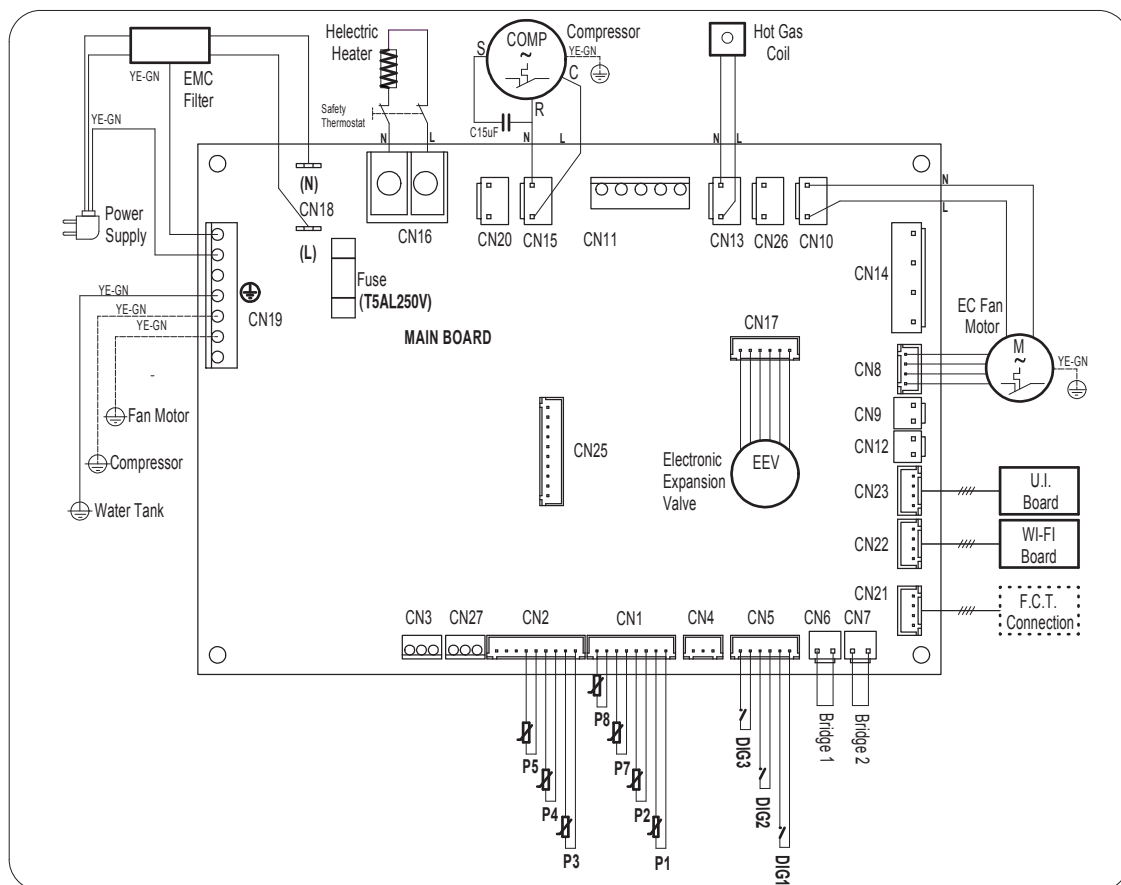 Helectric
Heater
COMP
~
Compressor
S
YE-GN
C
R
C15uF
Hot Gas
Coil
YE-GN
EMC
Filter
YE-GN
Safety
Thermostat
N
L
N
L
N
L
N
L
Power
Supply
(N)
CN18
(L)
CN16
CN20
CN15
CN11
CN13
CN26
CN10
CN14
Fuse
(T5AL250V)
CN19
MAIN BOARD
YE-GN
YE-GN
YE-GN
-
Fan Motor
Compressor
Water Tank
CN17
EC Fan
Motor
M
~
YE-GN
CN8
CN9
CN12
CN25
Electronic
Expansion
Valve
EEV
CN23
U.I.
Board
CN22
WI-FI
Board
CN21
F.C.T.
Connection
CN3
CN27
CN2
CN1
CN4
CN5
CN6
CN7
P8
P5
P7
P4
P2
P3
P1
DIG3
DIG2
DIG1
Bridge 1
Bridge 2